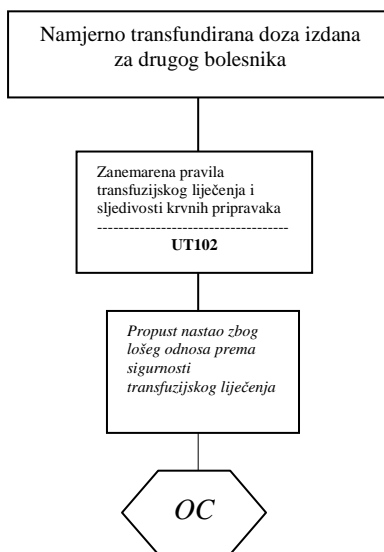 Namjerno transfundirana doza izdana
za drugog bolesnika
Zanemarena pravila
transfuzijskog liječenja i
sljedivosti krvnih pripravaka
------------------------------------
UT102
Propust nastao zbog
lošeg odnosa prema
sigurnosti
transfuzijskog liječenja
OC